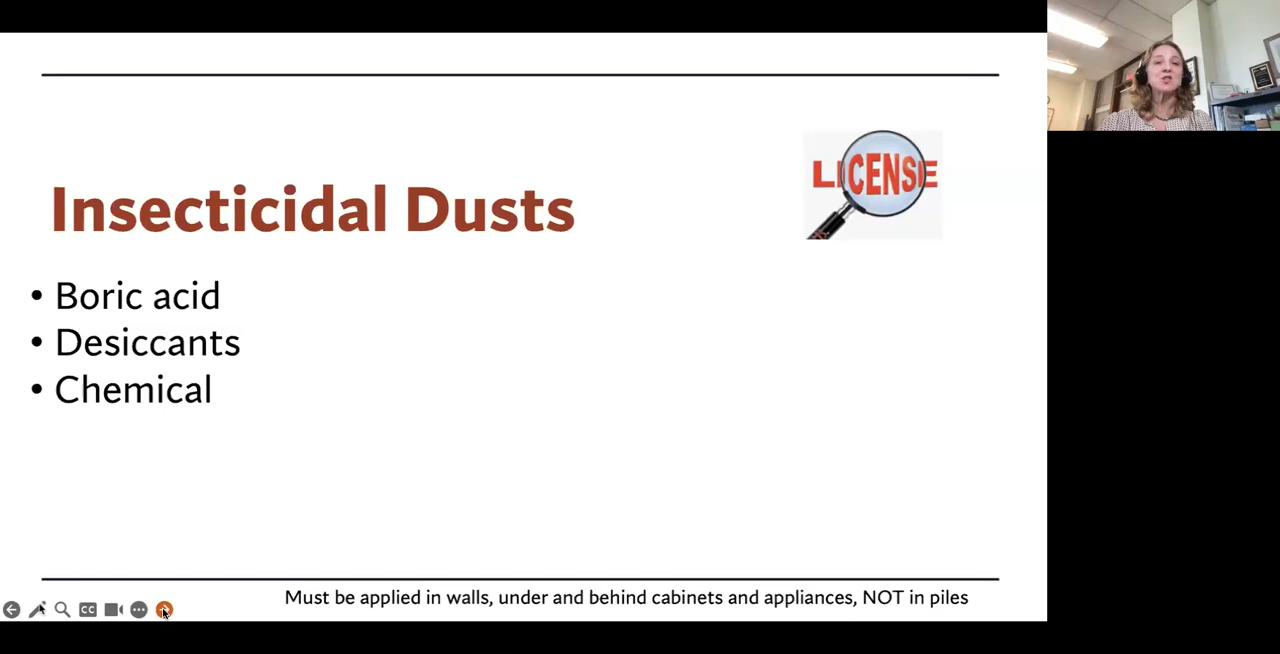 LICENSE
Insecticidal Dusts
• Boric acid
• Desiccants
• Chemical
Must be applied in walls, under and behind cabinets and appliances, NOT in piles
CC